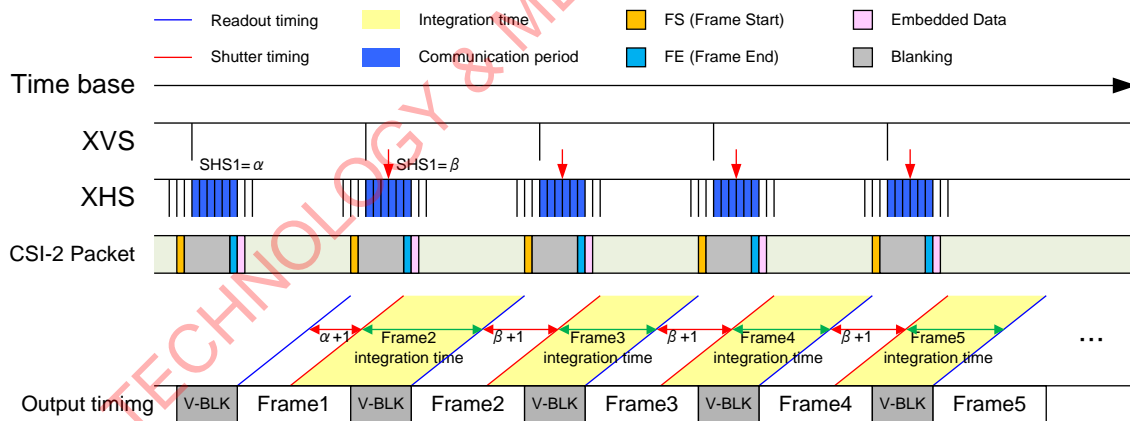 Readout timing Integration time FS (Frame Start) Embedded Data
Shutter timing Communication period FE (Frame End) Blanking
Time base
XVS
SHS1= α SHS1= β
XHS
CSI-2 Packet
α+1 Frame2 integration time β+1 Frame3 integration time β+1 Frame4 integration time β+1 Frame5 integration time ...
Output timimg V-BLK Frame1 V-BLK Frame2 V-BLK Frame3 V-BLK Frame4 V-BLK Frame5
TECHNOLOGY &